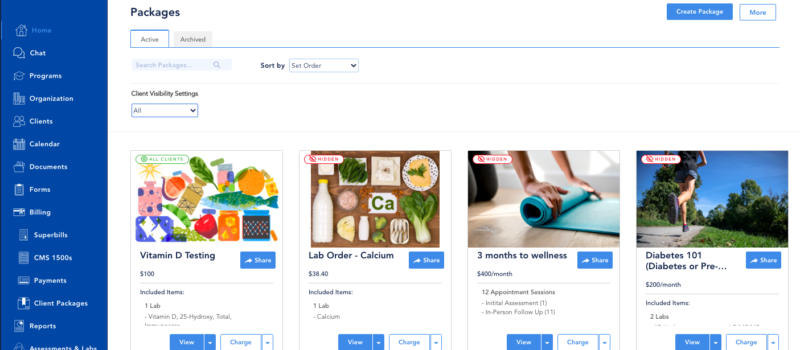 Packages
Create Package
More
Home
Chat
Programs
Organization
Clients
Calendar
Documents
Forms
Billing
Superbills
CMS 1500s
Payments
Client Packages
Reports
Assessments & Labs
Active
Archived
Search Packages...
Sort by
Set Order
Client Visibility Settings
All
ALL CLIENTS
Vitamin D Testing
Share
$100
Included Items:
1 Lab
- Vitamin D, 25-Hydroxy, Total,
View
Charge
HIDDEN
Ca
Lab Order - Calcium
Share
$38.40
Included Items:
1 Lab
- Calcium
View
Charge
HIDDEN
3 months to wellness
Share
$400/month
12 Appointment Sessions
- Initital Assessment (1)
- In-Person Follow Up (11)
View
Charge
HIDDEN
Diabetes 101
(Diabetes or Pre-...
Share
$200/month
Included Items:
2 Labs
View
Charge